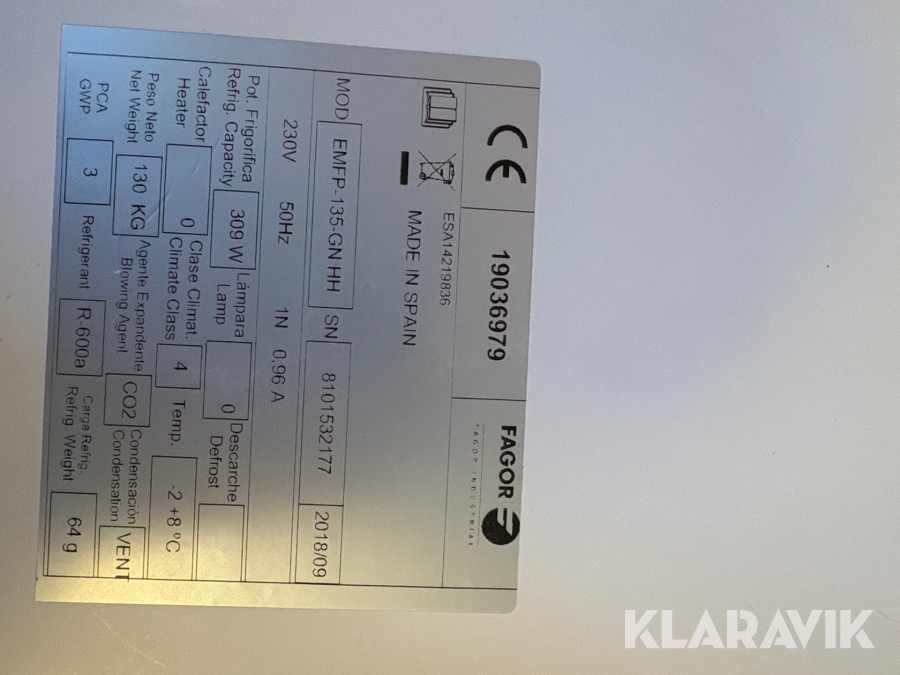 CE 19036979 FAGOR
FAGOR INDUSTRIAL
ESA14219836
MADE IN SPAIN
MOD EMFP-135-GN HH SN 8101532177 2018/09
230V 50Hz 1N 0,96 A
Pot. Frigorifica 309 W Lámpara 0 Descarche
Refrig. Capacity Lamp Defrost
Calefactor 0 Clase Climat. 4 Temp. -2 +8 ºC
Heater Climate Class
Peso Neto 130 KG Agente Expandente CO2 Condensación VENT
Net Weight Blowing Agent Condensation
PCA 3 Refrigerant R-600a Carga Refrig. 64 g
GWP Refrig Weight
KLARAVIK